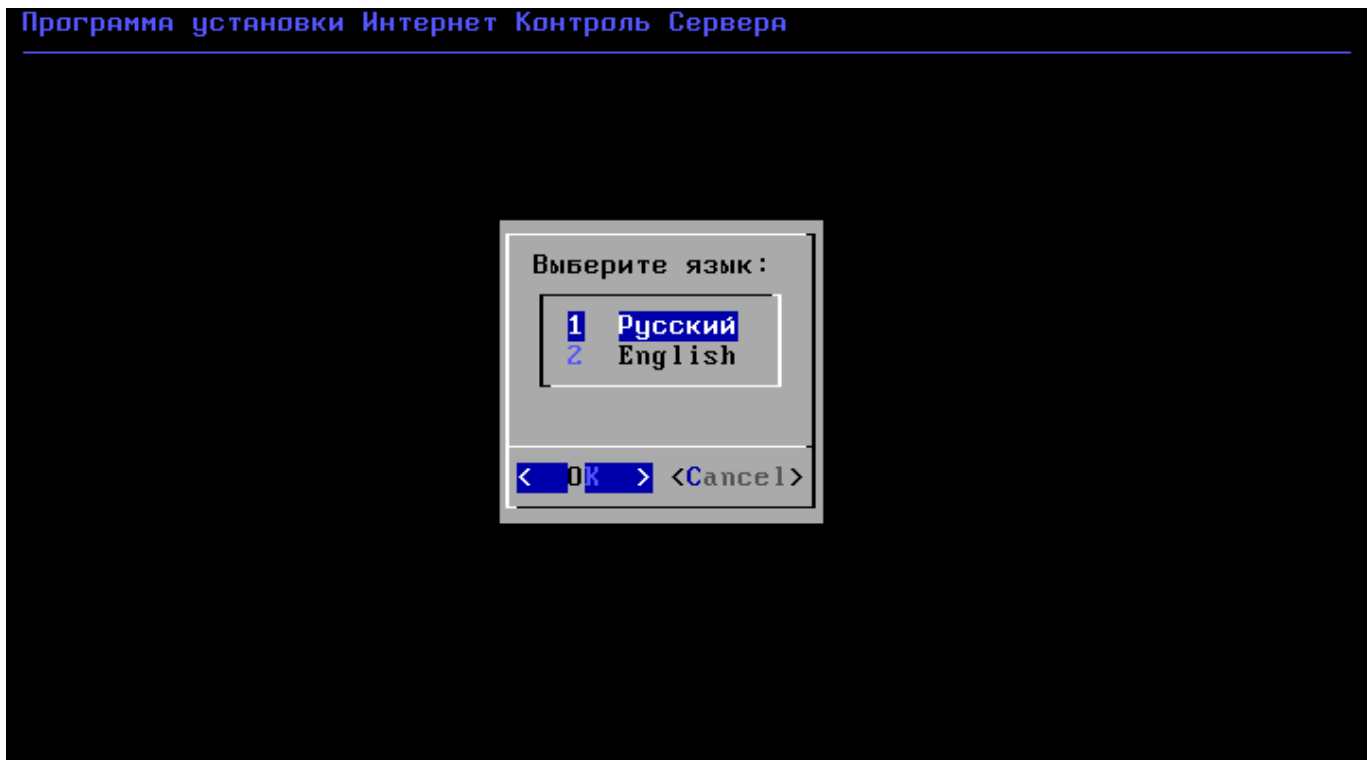 Программа установки Интернет Контроль Сервера
Выберите язык:
1 Русский
2 English
< OK > <Cancel>